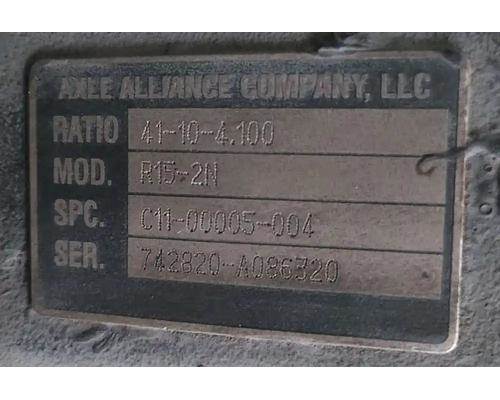 AXLE ALLIANCE COMPANY, LLC
RATIO 41-10-4.100
MOD. R15-2N
SPC. C11-00005-004
SER. 742820-A086320